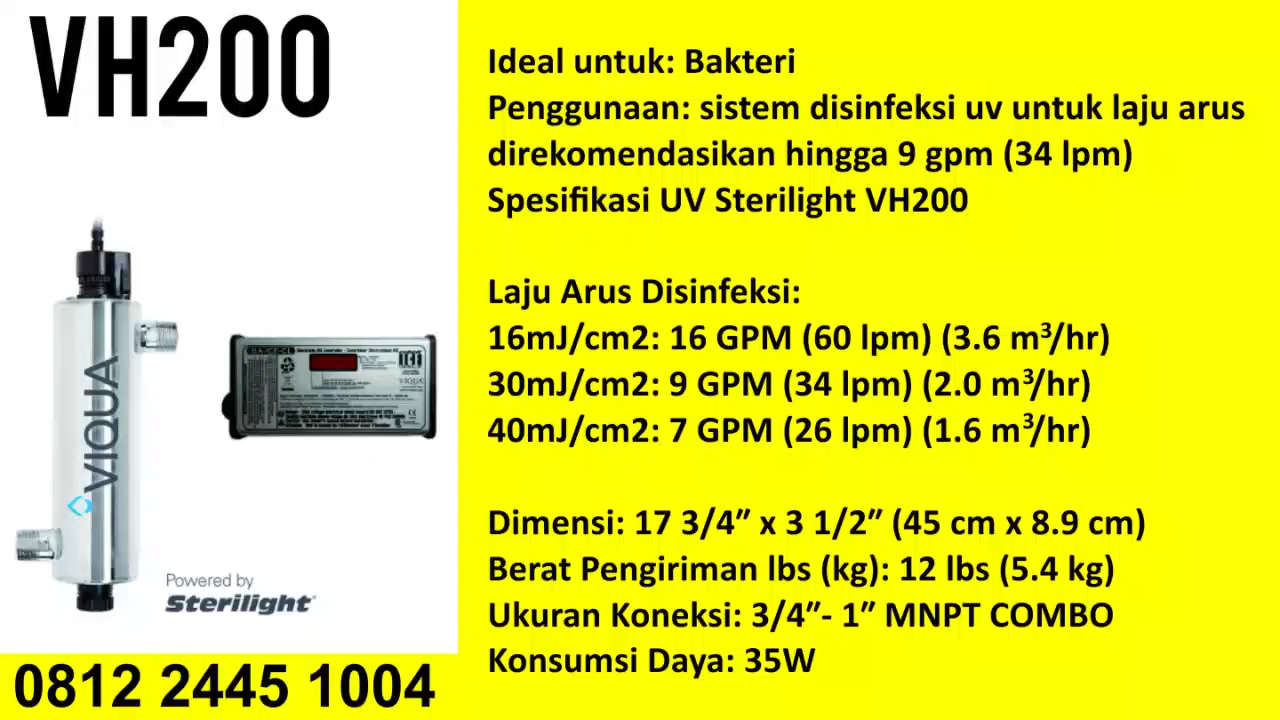 VH200
Ideal untuk: Bakteri
Penggunaan: sistem disinfeksi uv untuk laju arus
direkomendasikan hingga 9 gpm (34 lpm)
Spesifikasi UV Sterilight VH200
Laju Arus Disinfeksi:
16mJ/cm2: 16 GPM (60 lpm) (3.6 m³/hr)
30mJ/cm2: 9 GPM (34 lpm) (2.0 m³/hr)
40mJ/cm2: 7 GPM (26 lpm) (1.6 m³/hr)
Dimensi: 17 3/4” x 3 1/2” (45 cm x 8.9 cm)
Berat Pengiriman lbs (kg): 12 lbs (5.4 kg)
Ukuran Koneksi: 3/4”- 1” MNPT COMBO
Konsumsi Daya: 35W
VIQUA
VIQUA
Powered by
Sterilight
0812 2445 1004